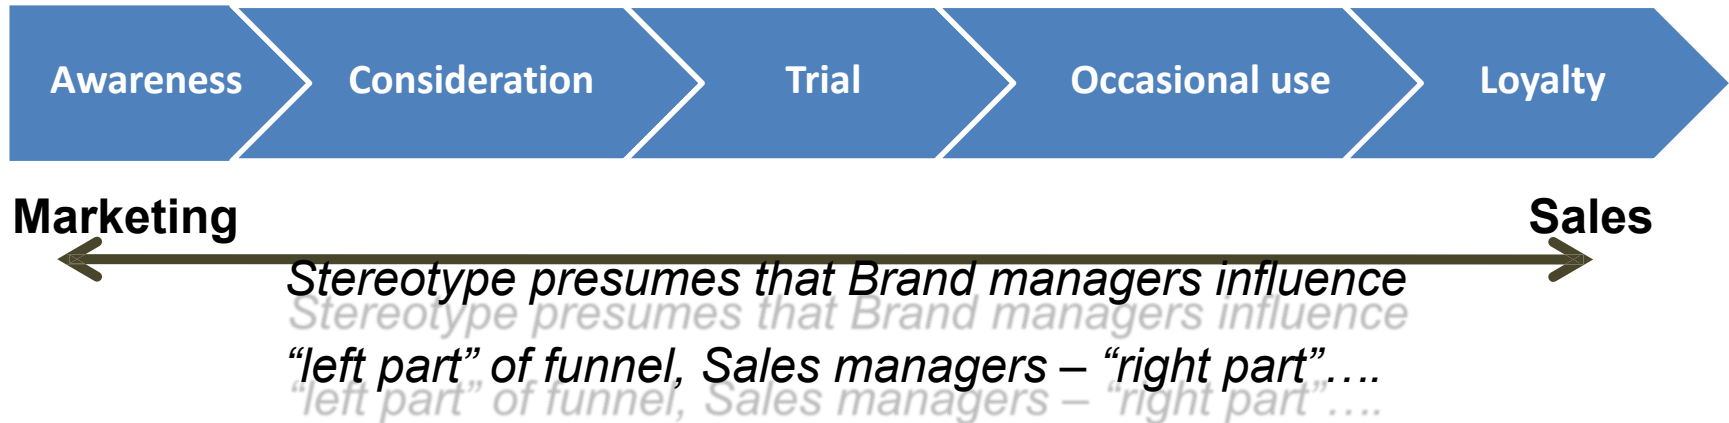 Awareness Consideration Trial Occasional use Loyalty
Marketing Sales
Stereotype presumes that Brand managers influence
“left part” of funnel, Sales managers – “right part”….